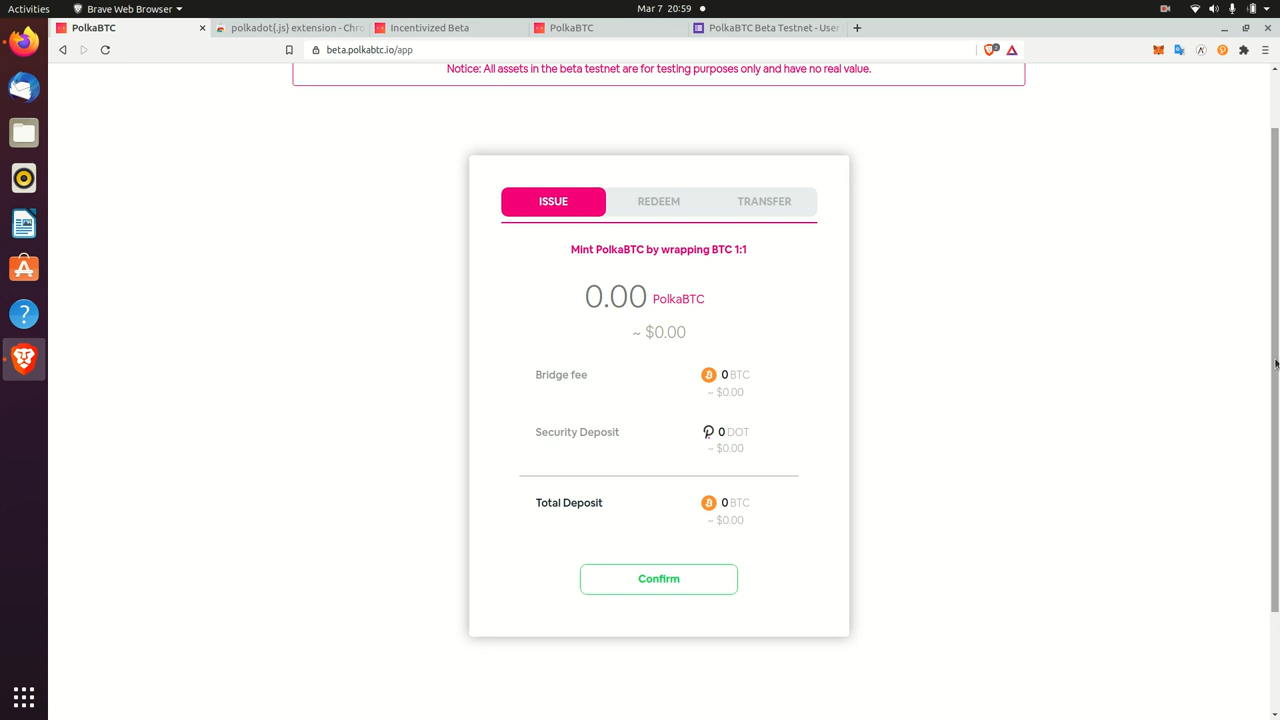 Activities
Brave Web Browser
Mar 7 20:59
PolkaBTC
polkadot{.js} extension - Chro
Incentivized Beta
PolkaBTC
PolkaBTC Beta Testnet - User
beta.polkabtc.io/app
2
Notice: All assets in the beta testnet are for testing purposes only and have no real value.
ISSUE
REDEEM
TRANSFER
Mint PolkaBTC by wrapping BTC 1:1
0.00 PolkaBTC
~ $0.00
Bridge fee
0 BTC
~ $0.00
Security Deposit
0 DOT
~ $0.00
Total Deposit
0 BTC
~ $0.00
Confirm